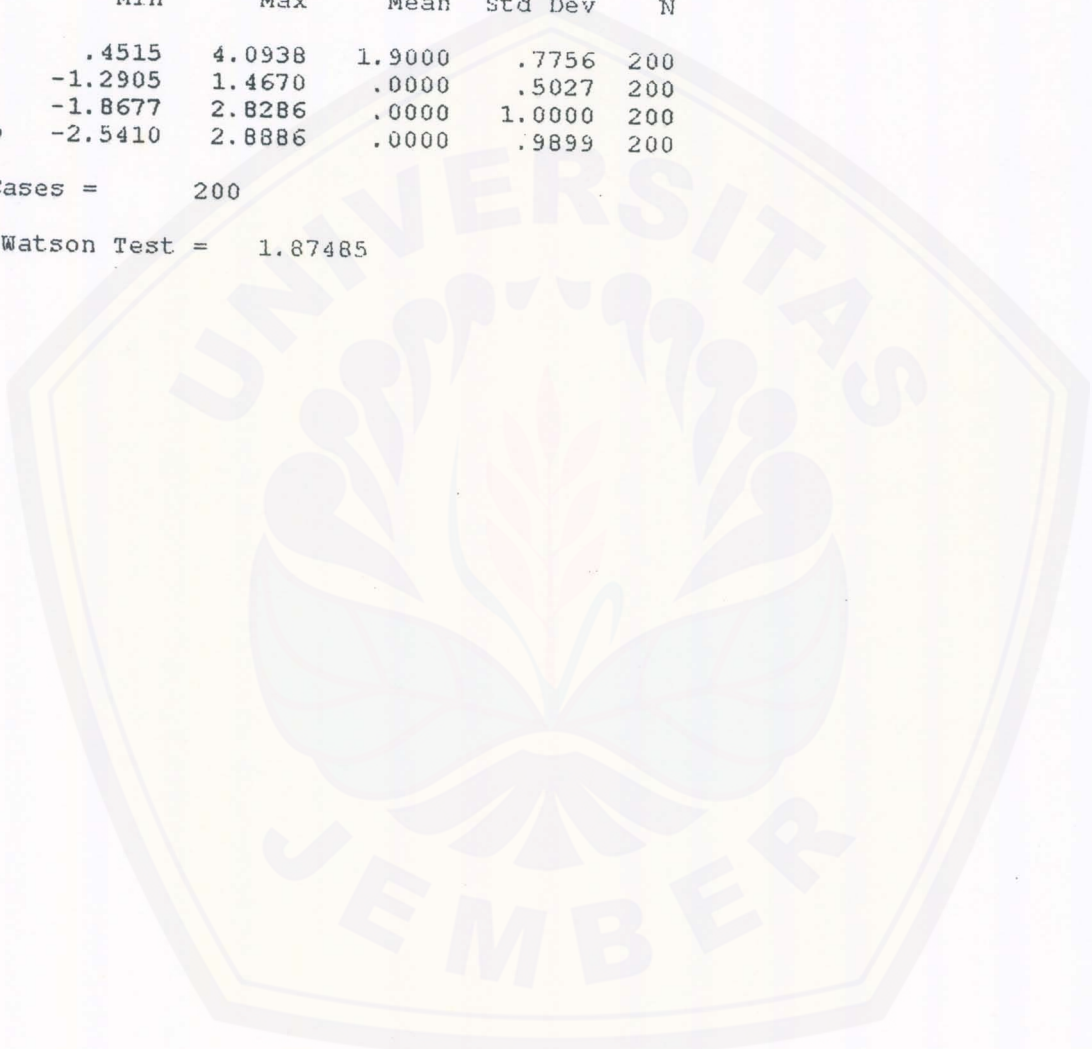 Min Max Mean Std Dev N
.4515 4.0938 1.9000 .7756 200
-1.2905 1.4670 .0000 .5027 200
-1.8677 2.8286 .0000 1.0000 200
-2.5410 2.8886 .0000 .9899 200
Cases = 200
Watson Test = 1.87485
UNIVERSITAS
JEMBER